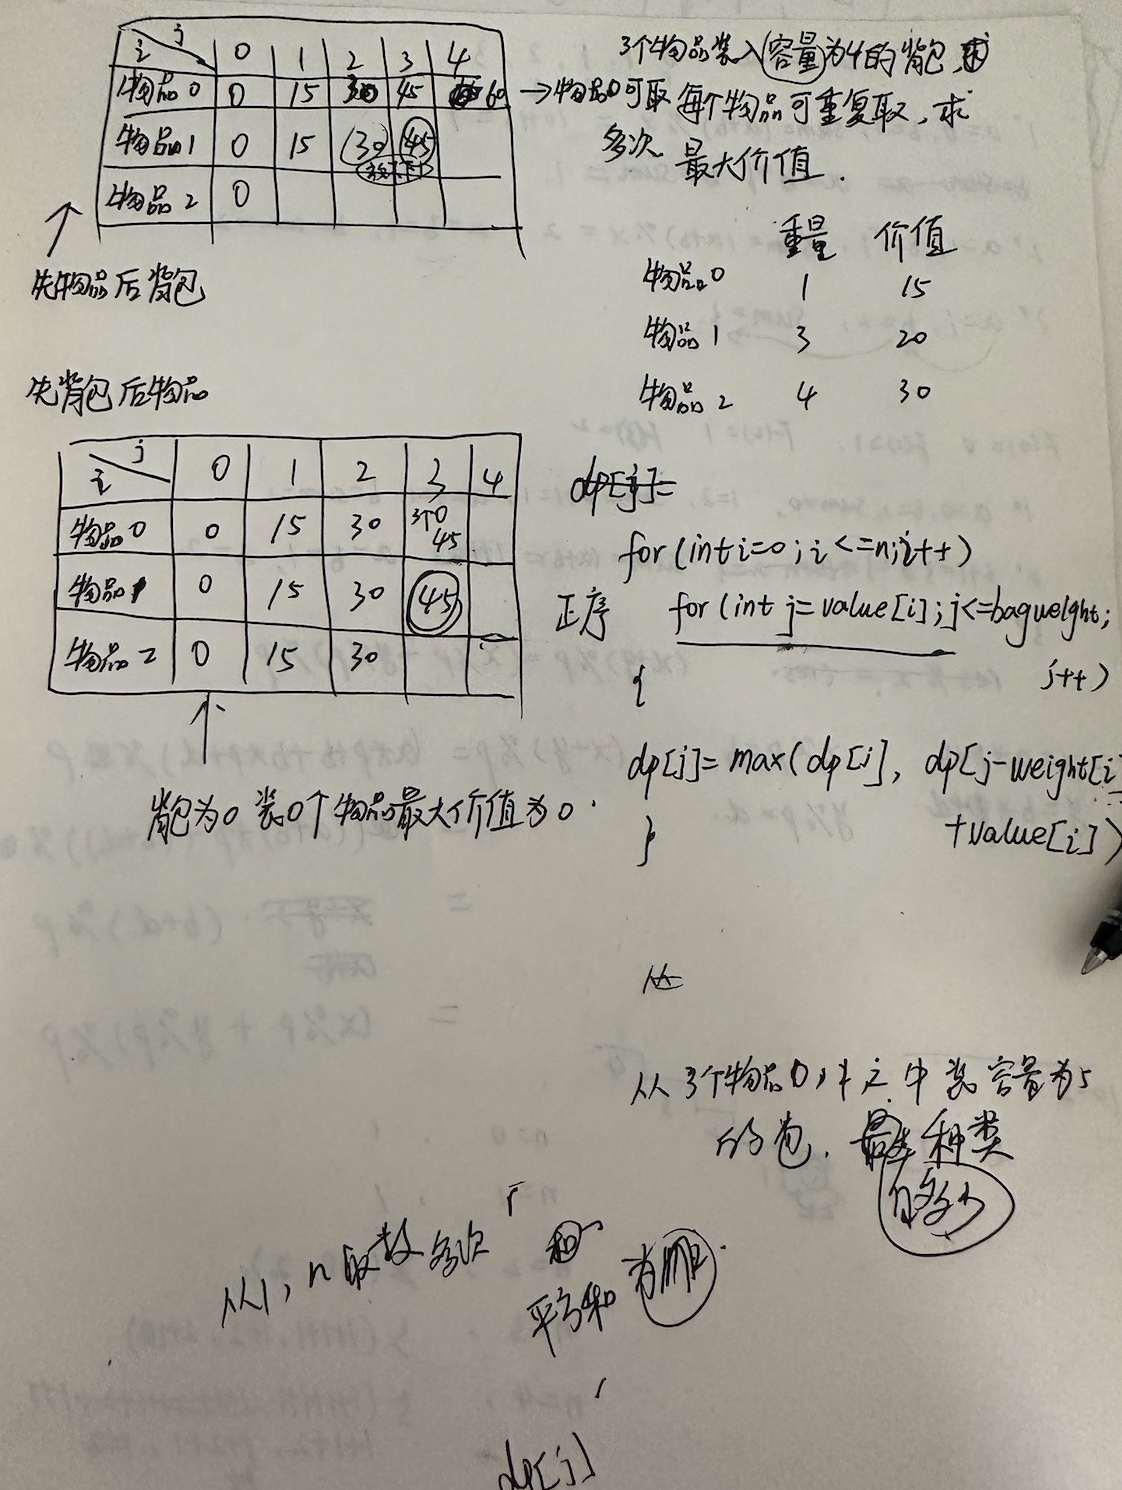 i j 0 1 2 3 4
物品0 0 15 30 45 60 →物品0可取多次
物品1 0 15 30 45
放不下
物品2 0
先物品后背包
3个物品装入容量为4的背包,
每个物品可重复取,求
最大价值.
重量 价值
物品0 1 15
物品1 3 20
物品2 4 30
先背包后物品
i j 0 1 2 3 4
物品0 0 15 30 3个0 45
物品1 0 15 30 45
物品2 0 15 30
背包为0 装0个物品最大价值为0.
dp[j]=
for(int i=0;i<=n;i++)
正序 for(int j=value[i];j<=bagweight;
j++)
{
dp[j]=max(dp[j], dp[j-weight[i]
+value[i])
}
从
从3个物品0,1,2中装容量为5
的包. 种类
有多少
从1,n取数多次「和」
平方和为
dp[j]